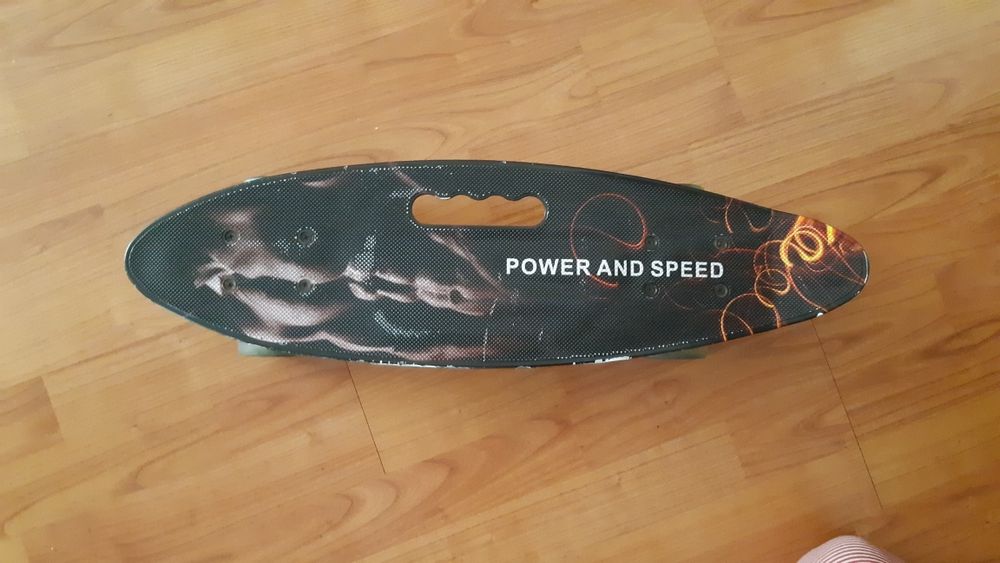 POWER AND SPEED